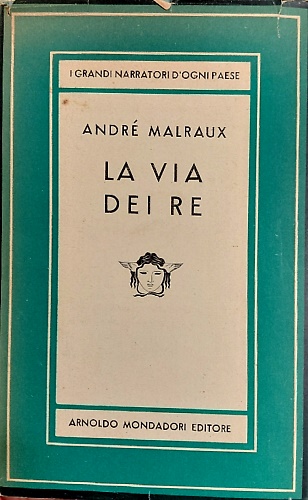 I GRANDI NARRATORI D'OGNI PAESE
ANDRÉ MALRAUX
LA VIA
DEI RE
ARNOLDO MONDADORI EDITORE